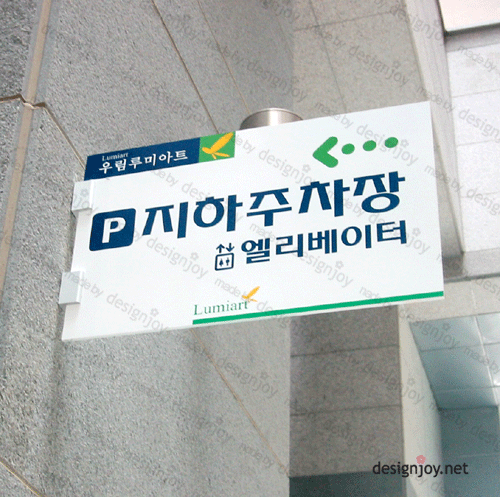 Lumiart
우림루미아트
P 지하주차장
엘리베이터
Lumiart
designjoy.net